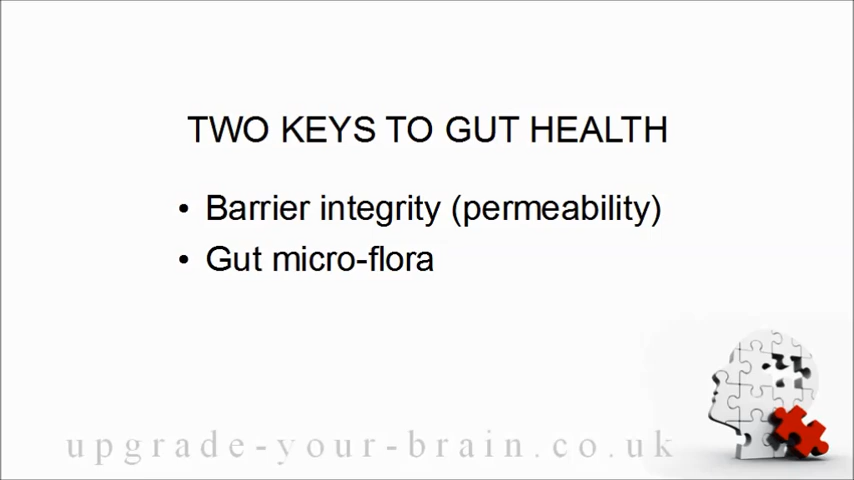 TWO KEYS TO GUT HEALTH
• Barrier integrity (permeability)
• Gut micro-flora
upgrade-your-brain.co.uk